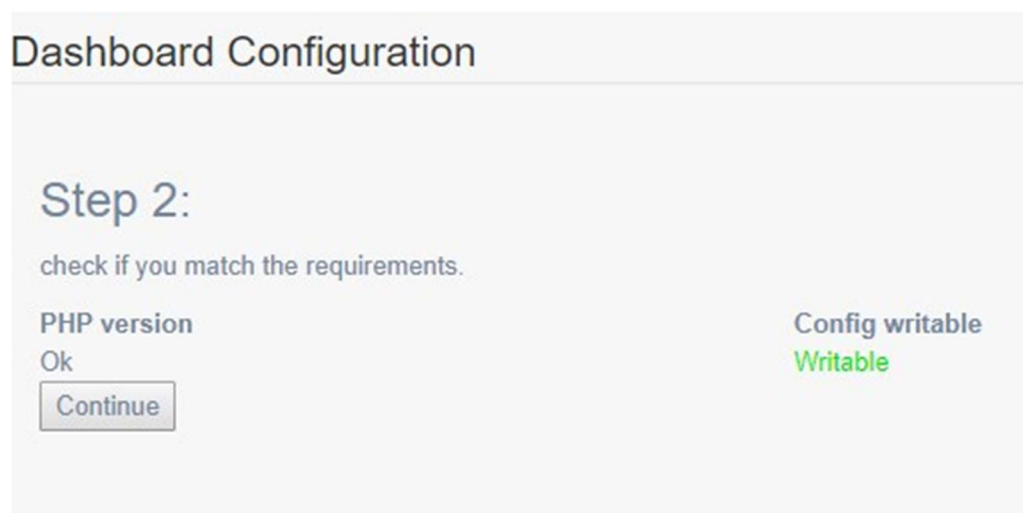 Dashboard Configuration
Step 2:
check if you match the requirements.
PHP version
Config writable
Ok
Writable
Continue